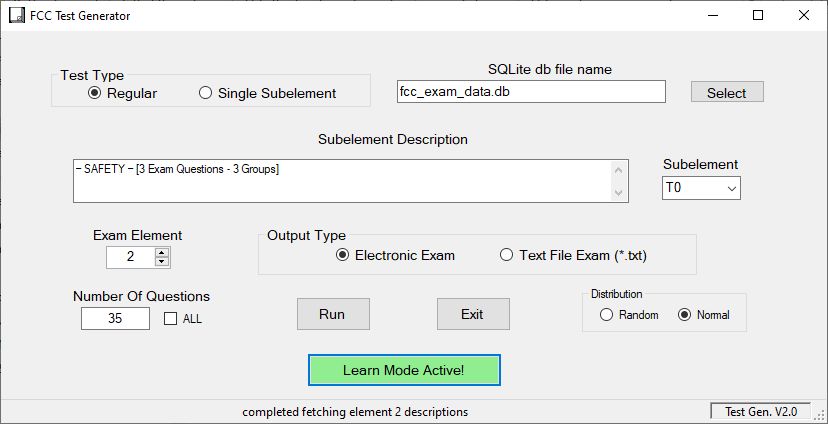 FCC Test Generator
Test Type
Regular
Single Subelement
SQLite db file name
fcc_exam_data.db
Select
Subelement Description
– SAFETY – [3 Exam Questions - 3 Groups]
Subelement
T0
Exam Element
2
Output Type
Electronic Exam
Text File Exam (*.txt)
Number Of Questions
35
ALL
Run
Exit
Distribution
Random
Normal
Learn Mode Active!
completed fetching element 2 descriptions
Test Gen. V2.0